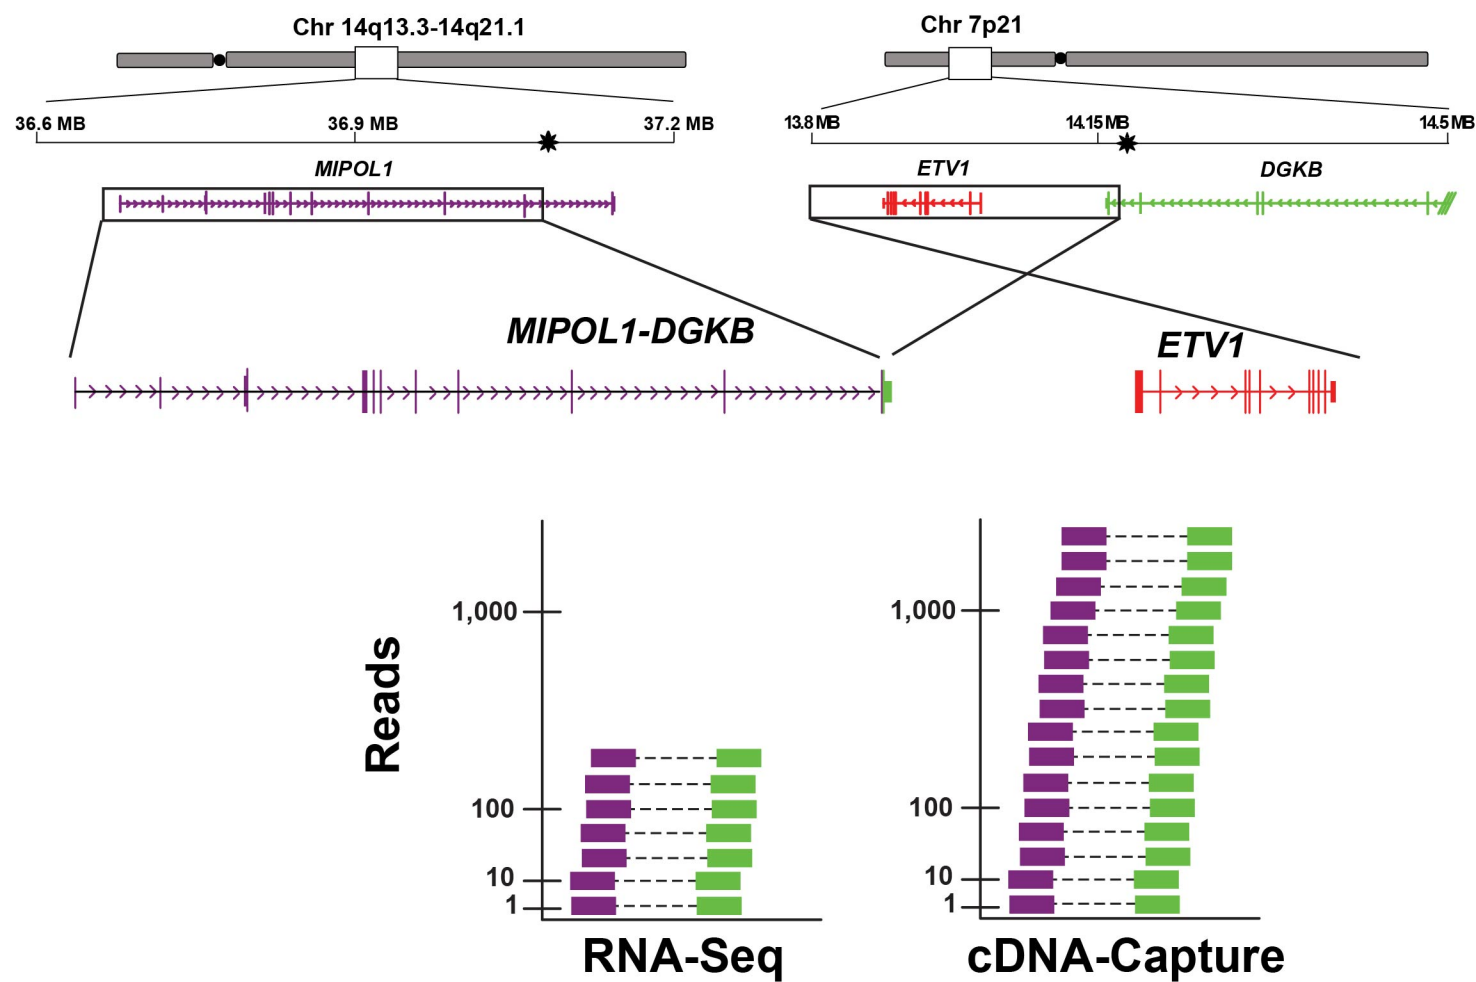 Chr 14q13.3-14q21.1
Chr 7p21
36.6 MB 36.9 MB 37.2 MB
13.8 MB 14.15 MB 14.5 MB
MIPOL1
ETV1 DGKB
MIPOL1-DGKB
ETV1
Reads
1,000
100
10
1
RNA-Seq
1,000
100
10
1
cDNA-Capture